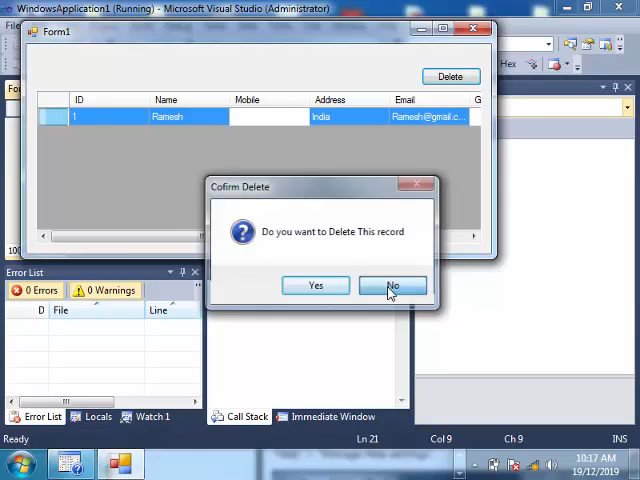 WindowsApplication1 (Running) - Microsoft Visual Studio (Administrator)
Form1
Hex
Delete
ID Name Mobile Address Email G
1 Ramesh India Ramesh@gmail.c...
Cofirm Delete
Do you want to Delete This record
Yes No
100
Error List
0 Errors 0 Warnings
D File Line
Error List Locals Watch 1 Call Stack Immediate Window
Ready Ln 21 Col 9 Ch 9 INS
10:17 AM
19/12/2019